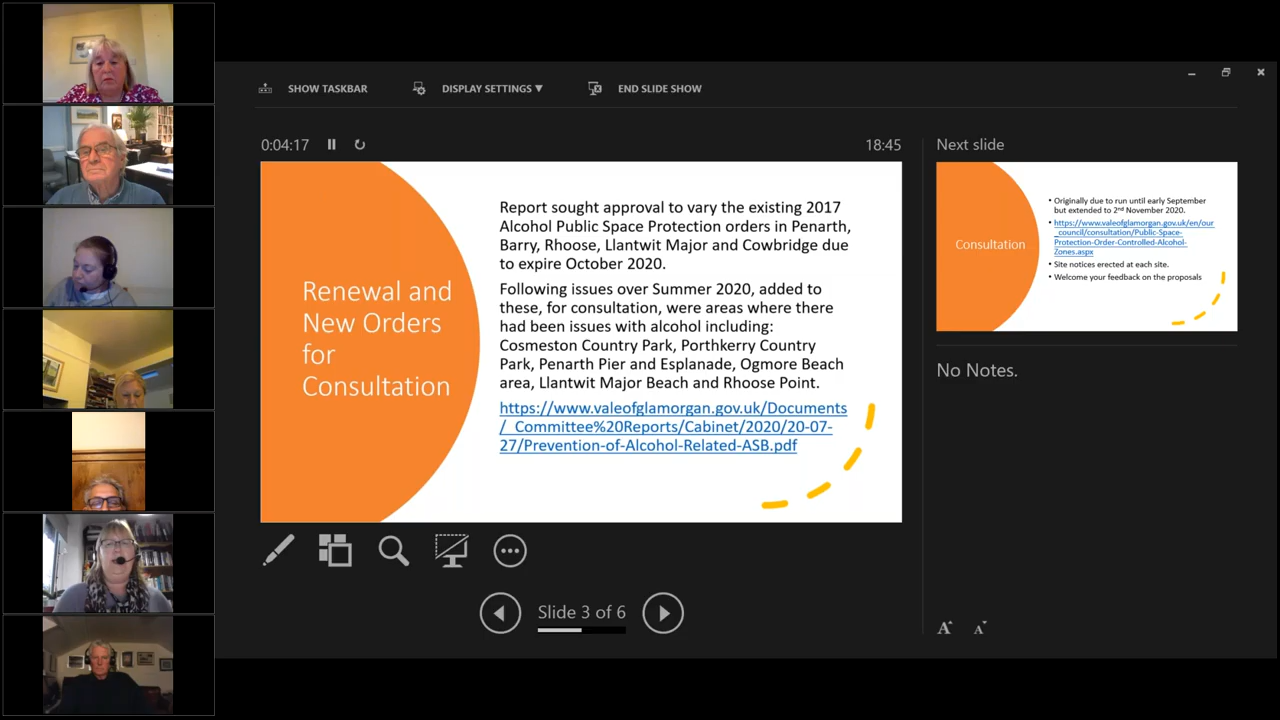 SHOW TASKBAR
DISPLAY SETTINGS ▼
END SLIDE SHOW
0:04:17
18:45
Renewal and
New Orders
for
Consultation
Report sought approval to vary the existing 2017
Alcohol Public Space Protection orders in Penarth,
Barry, Rhoose, Llantwit Major and Cowbridge due
to expire October 2020.
Following issues over Summer 2020, added to
these, for consultation, were areas where there
had been issues with alcohol including:
Cosmeston Country Park, Porthkerry Country
Park, Penarth Pier and Esplanade, Ogmore Beach
area, Llantwit Major Beach and Rhoose Point.
https://www.valeofglamorgan.gov.uk/Documents
/_Committee%20Reports/Cabinet/2020/20-07-
27/Prevention-of-Alcohol-Related-ASB.pdf
Slide 3 of 6
Next slide
Consultation
• Originally due to run until early September
but extended to 2nd November 2020.
• https://www.valeofglamorgan.gov.uk/en/our
_council/consultation/Public-Space-
Protection-Order-Controlled-Alcohol-
Zones.aspx
• Site notices erected at each site.
• Welcome your feedback on the proposals
No Notes.
A A